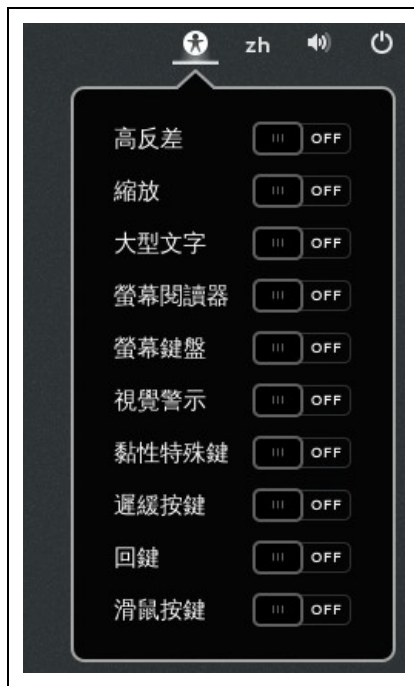 zh
高反差 OFF
縮放 OFF
大型文字 OFF
螢幕閱讀器 OFF
螢幕鍵盤 OFF
視覺警示 OFF
黏性特殊鍵 OFF
遲緩按鍵 OFF
回鍵 OFF
滑鼠按鍵 OFF